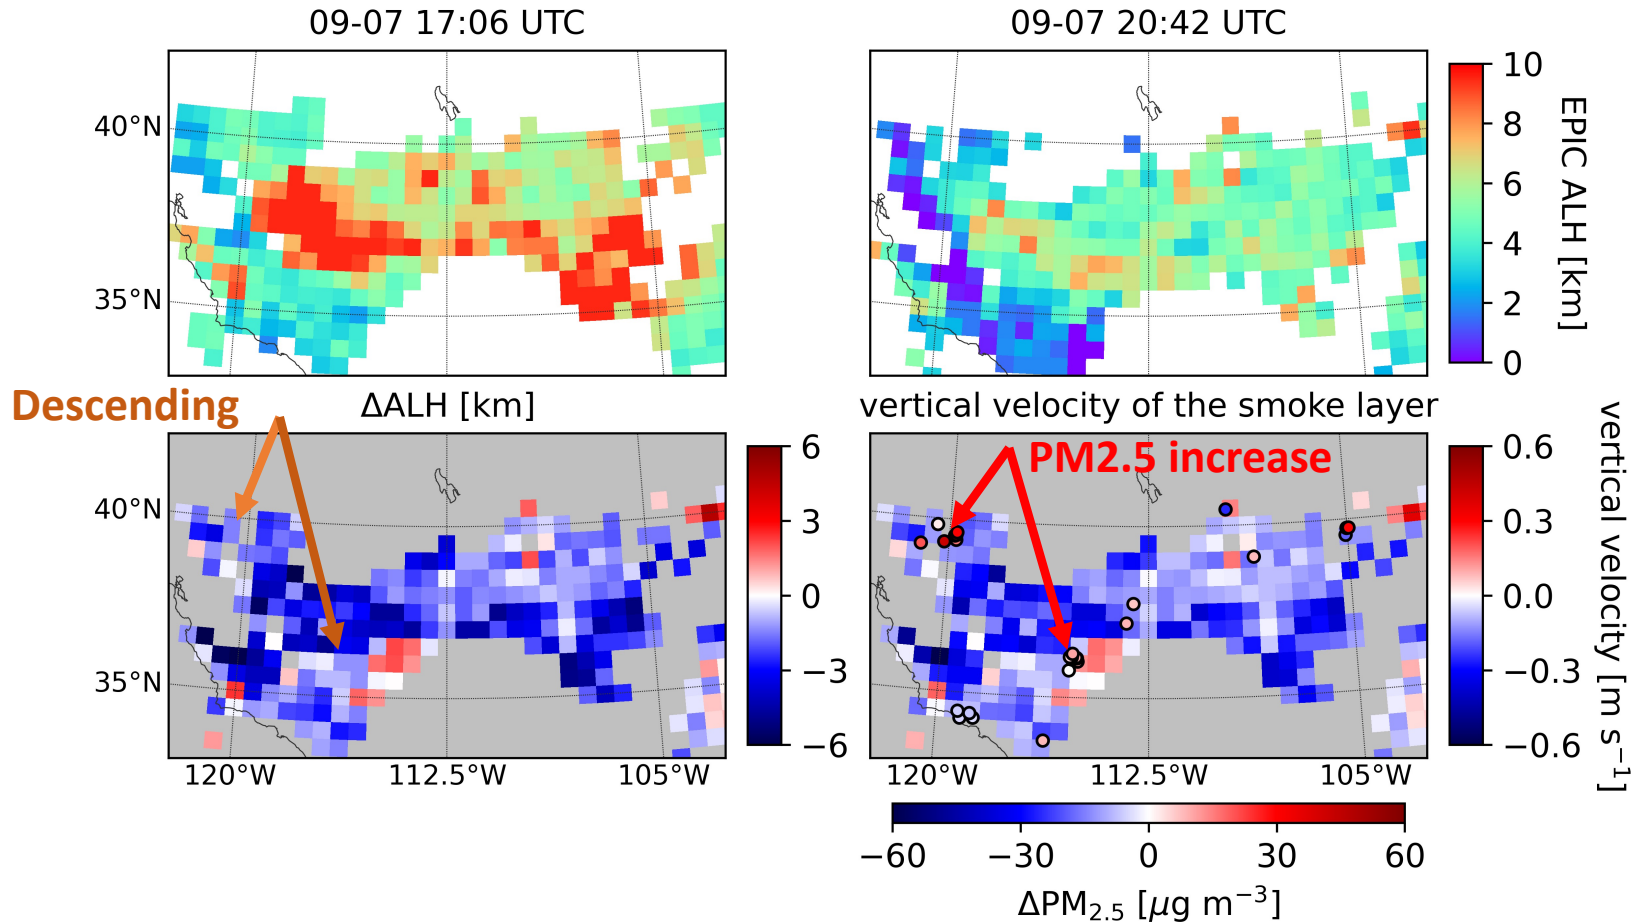 09-07 17:06 UTC
09-07 20:42 UTC
40°N
35°N
10
8
6
4
2
0
EPIC ALH [km]
Descending
ΔALH [km]
vertical velocity of the smoke layer
PM2.5 increase
40°N
35°N
120°W
112.5°W
105°W
6
3
0
−3
−6
120°W
112.5°W
105°W
0.6
0.3
0.0
−0.3
−0.6
vertical velocity [m s⁻¹]
−60
−30
0
30
60
ΔPM₂.₅ [μg m⁻³]